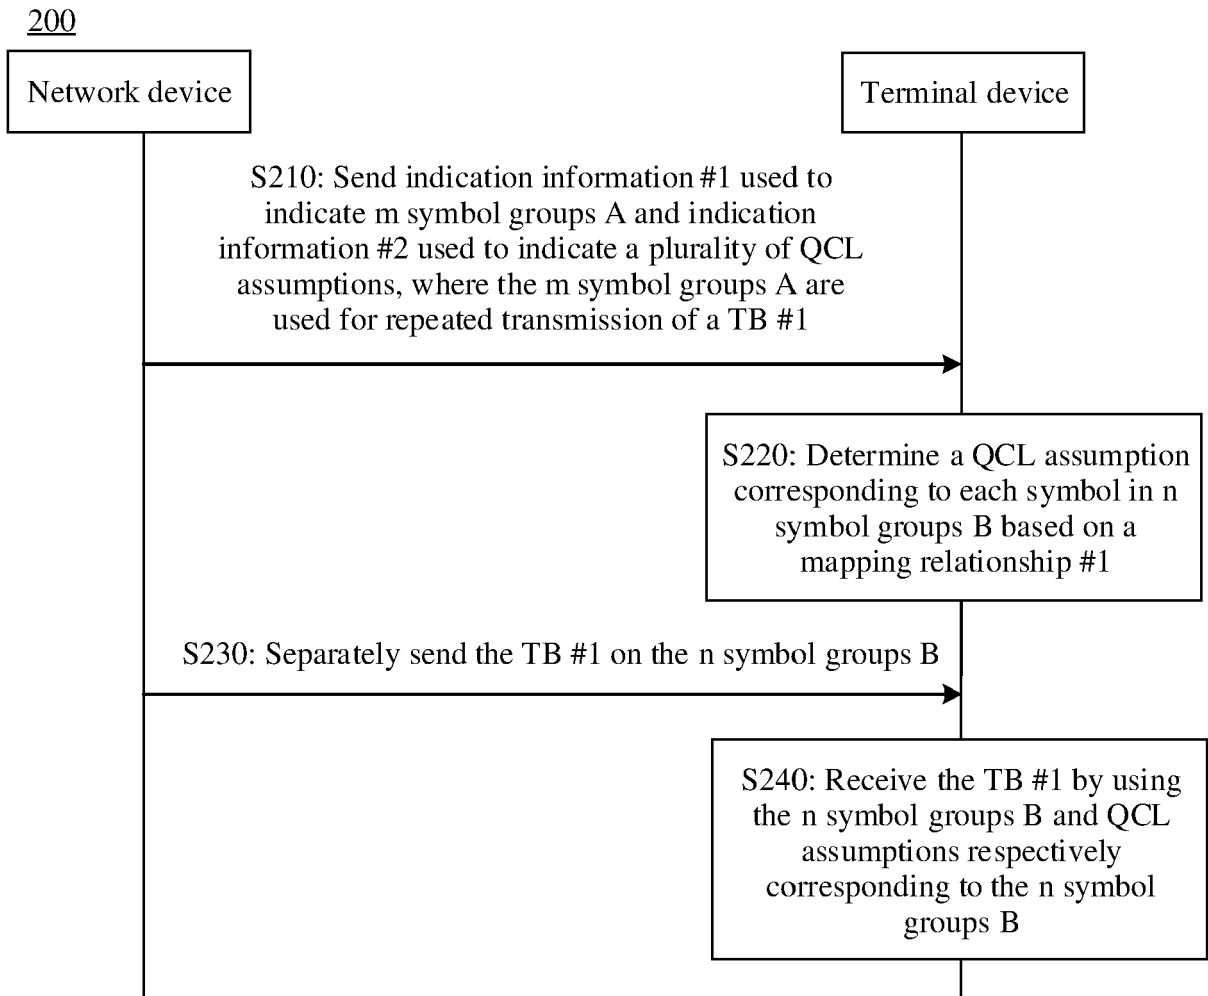 200
Network device
Terminal device
S210: Send indication information #1 used to
indicate m symbol groups A and indication
information #2 used to indicate a plurality of QCL
assumptions, where the m symbol groups A are
used for repeated transmission of a TB #1
S220: Determine a QCL assumption
corresponding to each symbol in n
symbol groups B based on a
mapping relationship #1
S230: Separately send the TB #1 on the n symbol groups B
S240: Receive the TB #1 by using
the n symbol groups B and QCL
assumptions respectively
corresponding to the n symbol
groups B